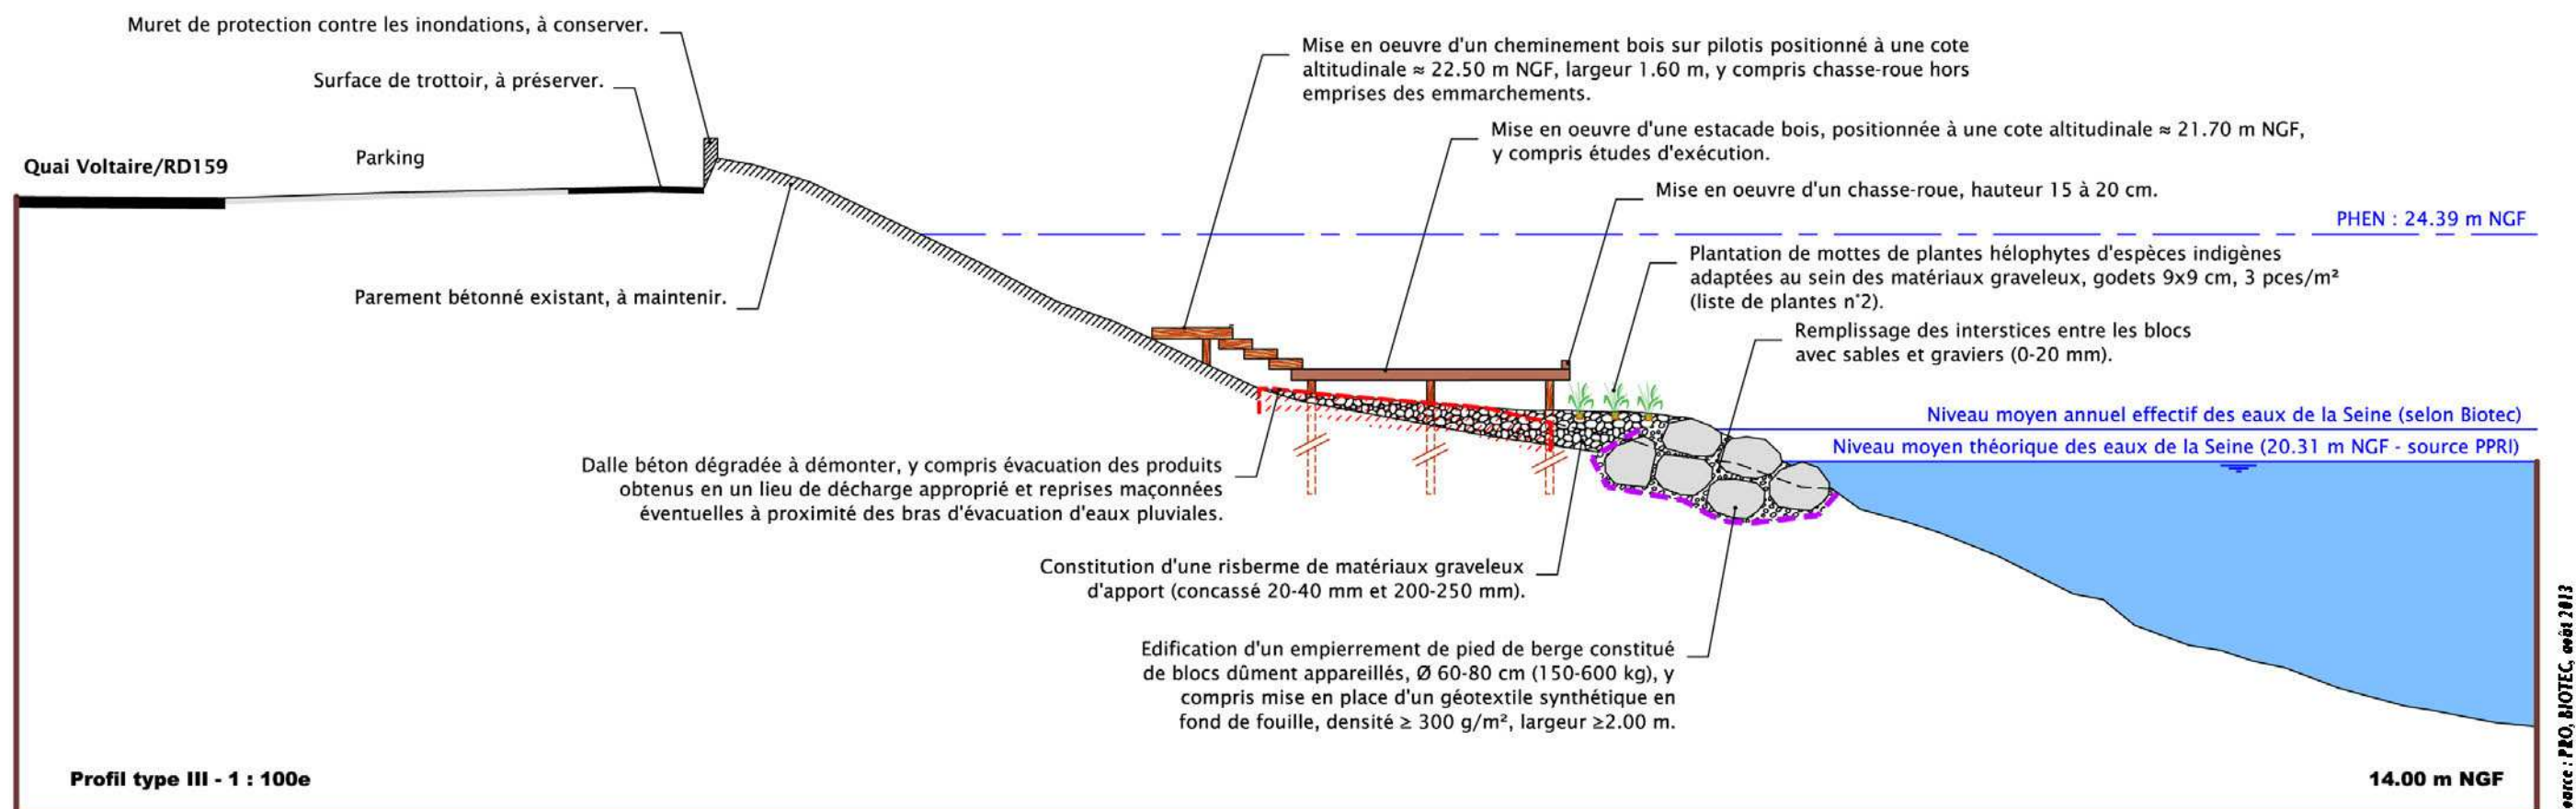 Muret de protection contre les inondations, à conserver.
Surface de trottoir, à préserver.
Quai Voltaire/RD159
Parking
Parement bétonné existant, à maintenir.
Mise en oeuvre d'un cheminement bois sur pilotis positionné à une cote
altitudinale ≈ 22.50 m NGF, largeur 1.60 m, y compris chasse-roue hors
emprises des emmarchements.
Mise en oeuvre d'une estacade bois, positionnée à une cote altitudinale ≈ 21.70 m NGF,
y compris études d'exécution.
Mise en oeuvre d'un chasse-roue, hauteur 15 à 20 cm.
PHEN : 24.39 m NGF
Plantation de mottes de plantes hélophytes d'espèces indigènes
adaptées au sein des matériaux graveleux, godets 9x9 cm, 3 pces/m²
(liste de plantes n°2).
Remplissage des interstices entre les blocs
avec sables et graviers (0-20 mm).
Niveau moyen annuel effectif des eaux de la Seine (selon Biotec)
Niveau moyen théorique des eaux de la Seine (20.31 m NGF - source PPRI)
Dalle béton dégradée à démonter, y compris évacuation des produits
obtenus en un lieu de décharge approprié et reprises maçonnées
éventuelles à proximité des bras d'évacuation d'eaux pluviales.
Constitution d'une risberme de matériaux graveleux
d'apport (concassé 20-40 mm et 200-250 mm).
Edification d'un empierrement de pied de berge constitué
de blocs dûment appareillés, Ø 60-80 cm (150-600 kg), y
compris mise en place d'un géotextile synthétique en
fond de fouille, densité ≥ 300 g/m², largeur ≥2.00 m.
Profil type III - 1 : 100e
14.00 m NGF
: PRO, BIOTEC, août 2013